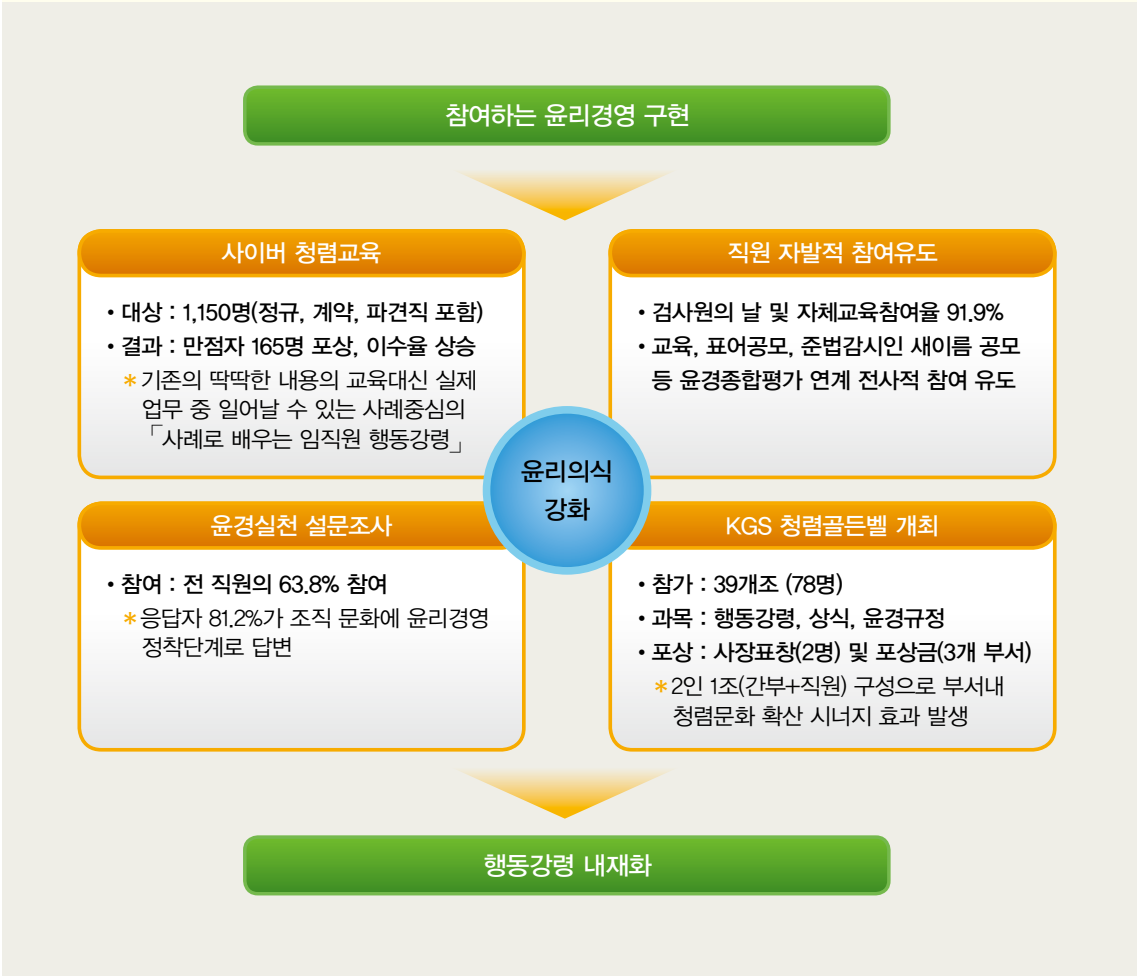 참여하는 윤리경영 구현
사이버 청렴교육
• 대상 : 1,150명(정규, 계약, 파견직 포함)
• 결과 : 만점자 165명 포상, 이수율 상승
* 기존의 딱딱한 내용의 교육대신 실제
업무 중 일어날 수 있는 사례중심의
「사례로 배우는 임직원 행동강령」
직원 자발적 참여유도
• 검사원의 날 및 자체교육참여율 91.9%
• 교육, 표어공모, 준법감시인 새이름 공모
등 윤경종합평가 연계 전사적 참여 유도
윤리의식
강화
윤경실천 설문조사
• 참여 : 전 직원의 63.8% 참여
* 응답자 81.2%가 조직 문화에 윤리경영
정착단계로 답변
KGS 청렴골든벨 개최
• 참가 : 39개조 (78명)
• 과목 : 행동강령, 상식, 윤경규정
• 포상 : 사장표창(2명) 및 포상금(3개 부서)
* 2인 1조(간부+직원) 구성으로 부서내
청렴문화 확산 시너지 효과 발생
행동강령 내재화